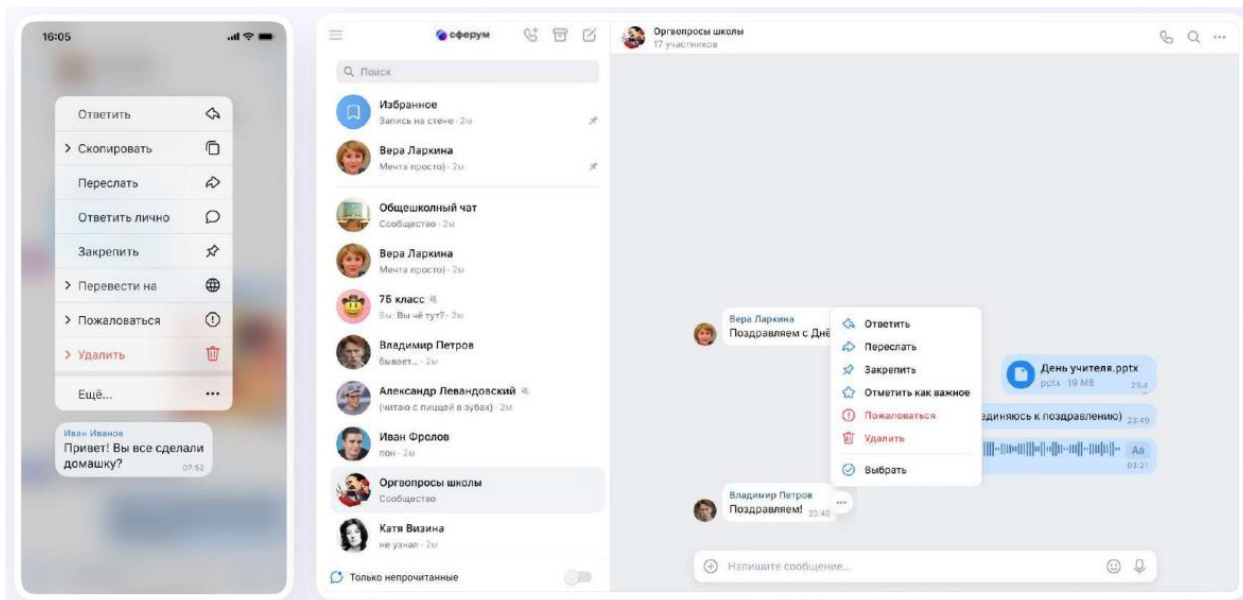 16:05
Ответить
Скопировать
Переслать
Ответить лично
Закрепить
Перевести на
Пожаловаться
Удалить
Ещё...
Иван Иванов
Привет! Вы все сделали
домашку?
07:52
сферум
Поиск
Избранное
Запись на стене · 2м
Вера Ларкина
Мечта просто) · 2м
Общешкольный чат
Сообщество · 2м
Вера Ларкина
Мечта просто) · 2м
7Б класс
Вы: Вы чё тут? · 2м
Владимир Петров
бывает... · 2м
Александр Левандовский
(читаю с пиццей в зубах) · 2м
Иван Фролов
пон · 2м
Оргвопросы школы
Сообщество
Катя Визина
не узнал · 2м
Только непрочитанные
Оргвопросы школы
17 участников
Вера Ларкина
Поздравляем с Днё
Ответить
Переслать
Закрепить
Отметить как важное
Пожаловаться
Удалить
Выбрать
День учителя.pptx
pptx · 19 МБ
единяюсь к поздравлению) 23:49
Аа
03:21
Владимир Петров
Поздравляем! 23:48
Напишите сообщение...